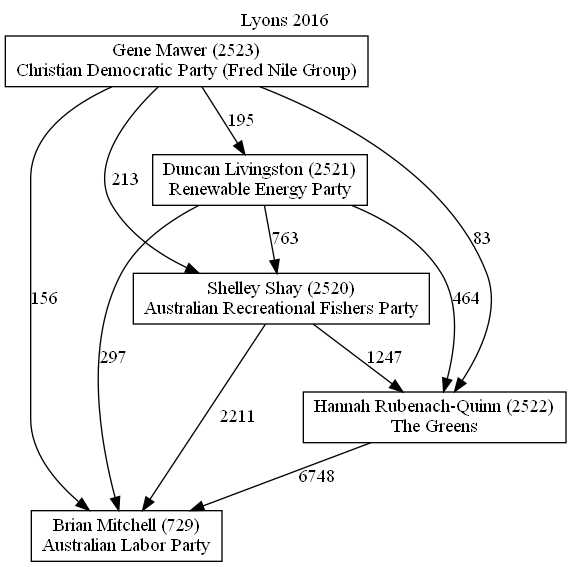 Lyons 2016
Gene Mawer (2523)
Christian Democratic Party (Fred Nile Group)
195
Duncan Livingston (2521)
Renewable Energy Party
213
83
763
Shelley Shay (2520)
Australian Recreational Fishers Party
156
464
297
1247
2211
Hannah Rubenach-Quinn (2522)
The Greens
6748
Brian Mitchell (729)
Australian Labor Party